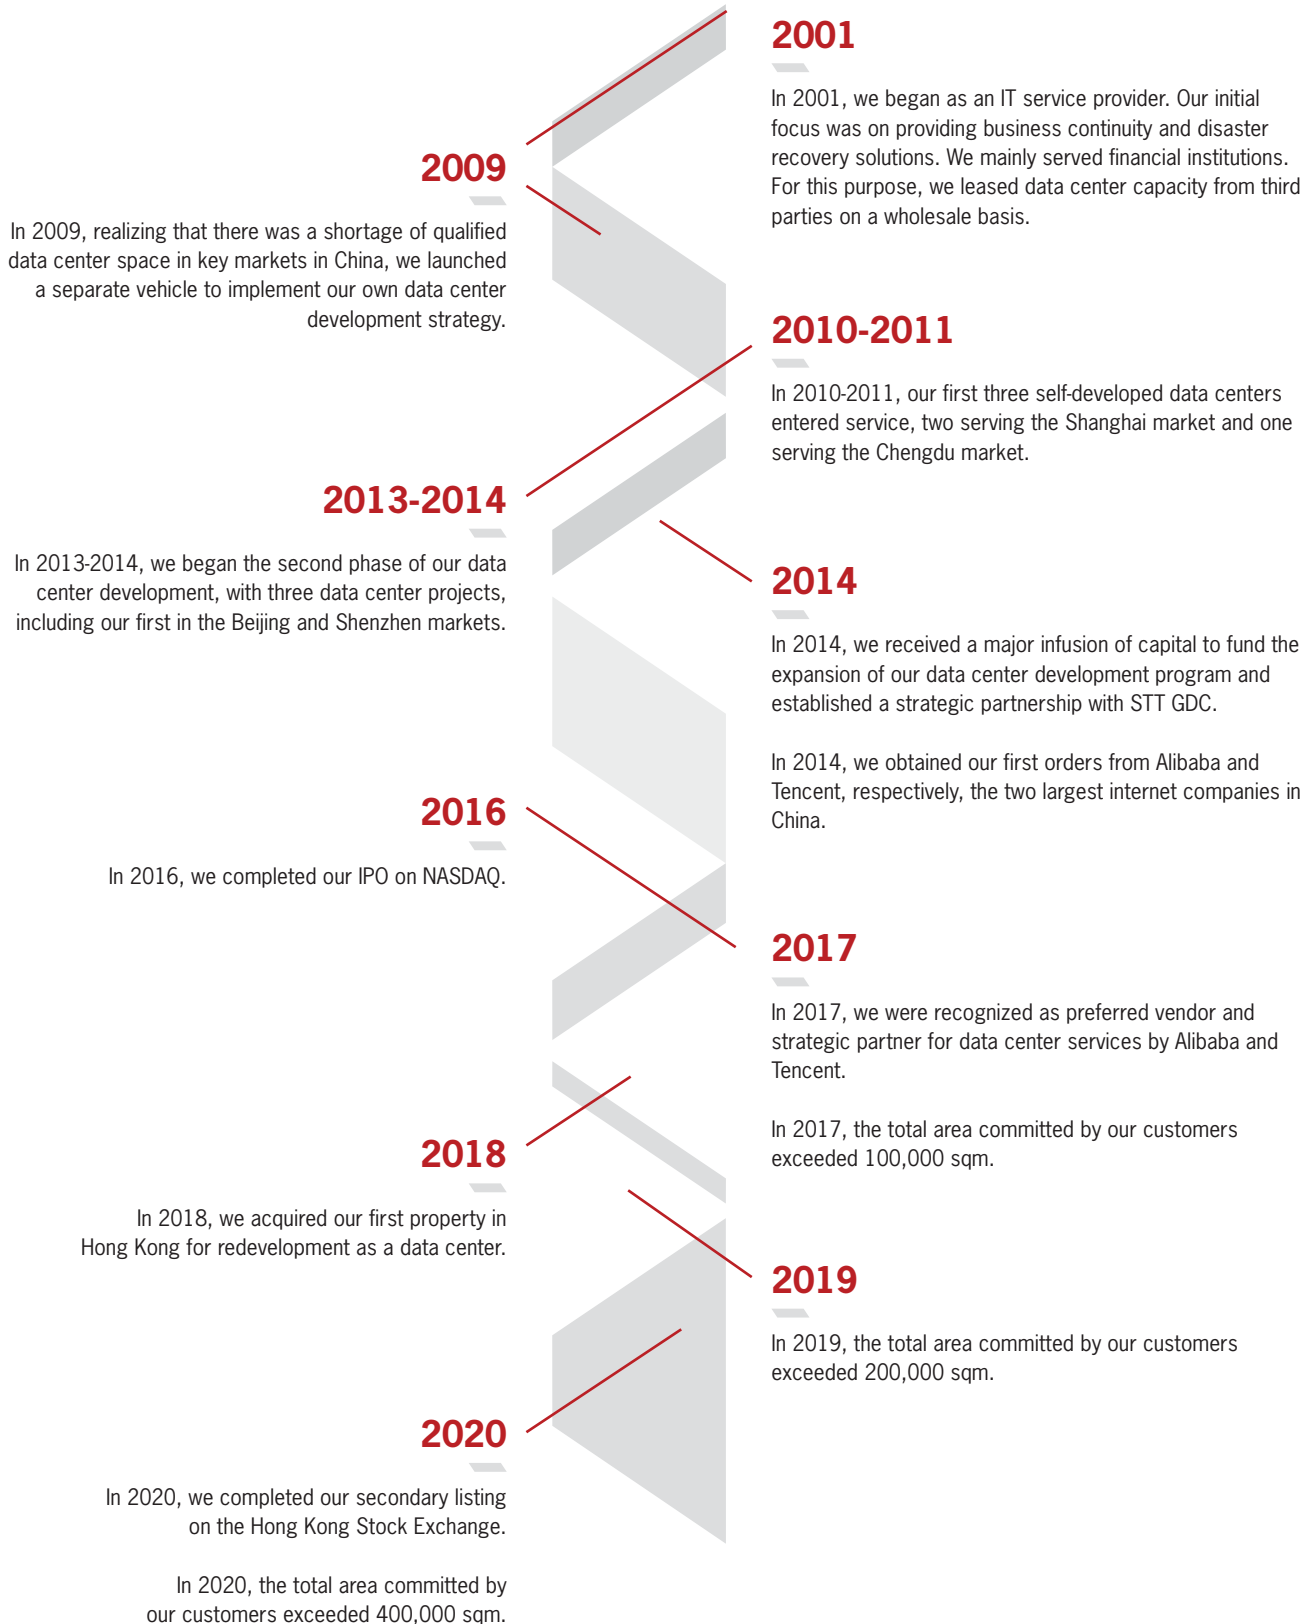 2001
In 2001, we began as an IT service provider. Our initial
focus was on providing business continuity and disaster
recovery solutions. We mainly served financial institutions.
For this purpose, we leased data center capacity from third
parties on a wholesale basis.
2009
In 2009, realizing that there was a shortage of qualified
data center space in key markets in China, we launched
a separate vehicle to implement our own data center
development strategy.
2010-2011
In 2010-2011, our first three self-developed data centers
entered service, two serving the Shanghai market and one
serving the Chengdu market.
2013-2014
In 2013-2014, we began the second phase of our data
center development, with three data center projects,
including our first in the Beijing and Shenzhen markets.
2014
In 2014, we received a major infusion of capital to fund the
expansion of our data center development program and
established a strategic partnership with STT GDC.
In 2014, we obtained our first orders from Alibaba and
Tencent, respectively, the two largest internet companies in
China.
2016
In 2016, we completed our IPO on NASDAQ.
2017
In 2017, we were recognized as preferred vendor and
strategic partner for data center services by Alibaba and
Tencent.
In 2017, the total area committed by our customers
exceeded 100,000 sqm.
2018
In 2018, we acquired our first property in
Hong Kong for redevelopment as a data center.
2019
In 2019, the total area committed by our customers
exceeded 200,000 sqm.
2020
In 2020, we completed our secondary listing
on the Hong Kong Stock Exchange.
In 2020, the total area committed by
our customers exceeded 400,000 sqm.